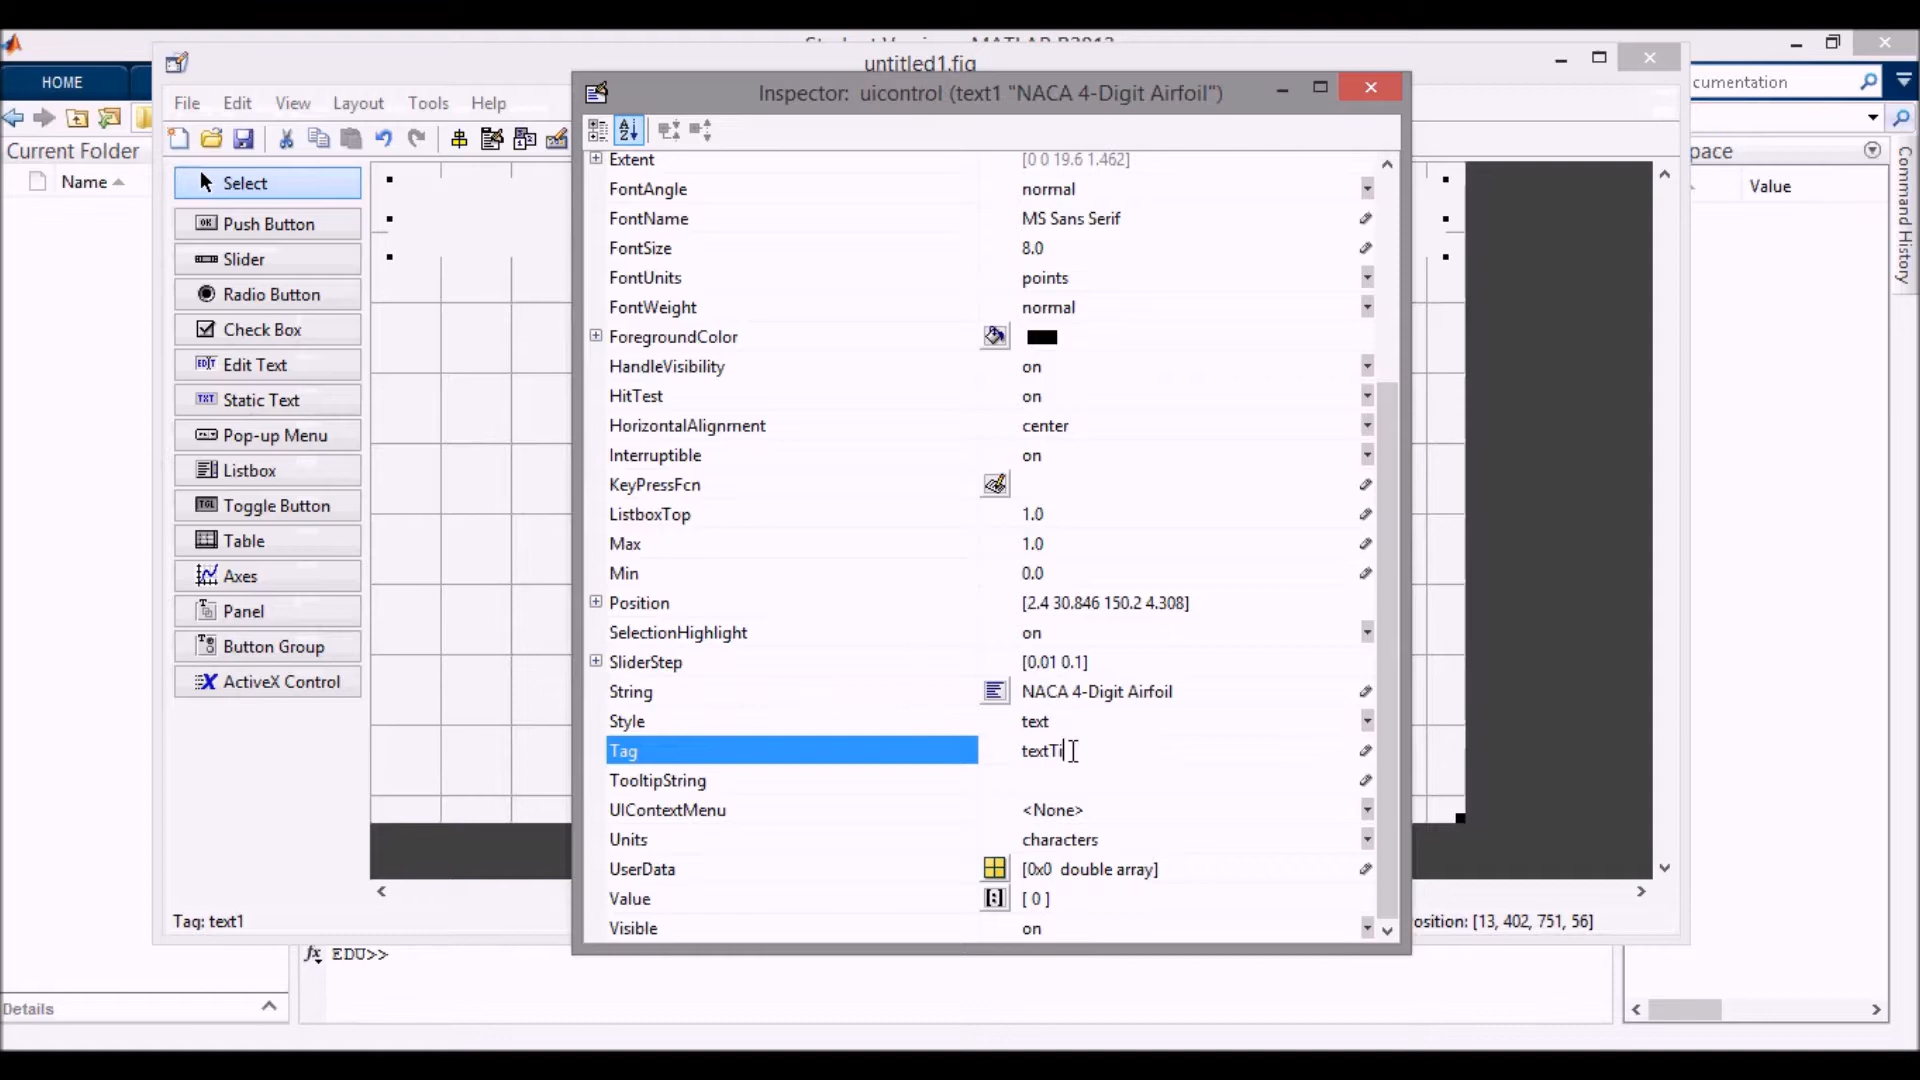 Student Version - MATLAB R2013
untitled1.fig
HOME
cumentation
Inspector: uicontrol (text1 "NACA 4-Digit Airfoil")
File Edit View Layout Tools Help
Current Folder
Name
pace
Value
Command History
Select
Push Button
Slider
Radio Button
Check Box
Edit Text
Static Text
Pop-up Menu
Listbox
Toggle Button
Table
Axes
Panel
Button Group
ActiveX Control
Extent [0 0 19.6 1.462]
FontAngle normal
FontName MS Sans Serif
FontSize 8.0
FontUnits points
FontWeight normal
ForegroundColor
HandleVisibility on
HitTest on
HorizontalAlignment center
Interruptible on
KeyPressFcn
ListboxTop 1.0
Max 1.0
Min 0.0
Position [2.4 30.846 150.2 4.308]
SelectionHighlight on
SliderStep [0.01 0.1]
String NACA 4-Digit Airfoil
Style text
Tag textTi
TooltipString
UIContextMenu <None>
Units characters
UserData [0x0 double array]
Value [ 0 ]
Visible on
Tag: text1
osition: [13, 402, 751, 56]
fx EDU>>
Details